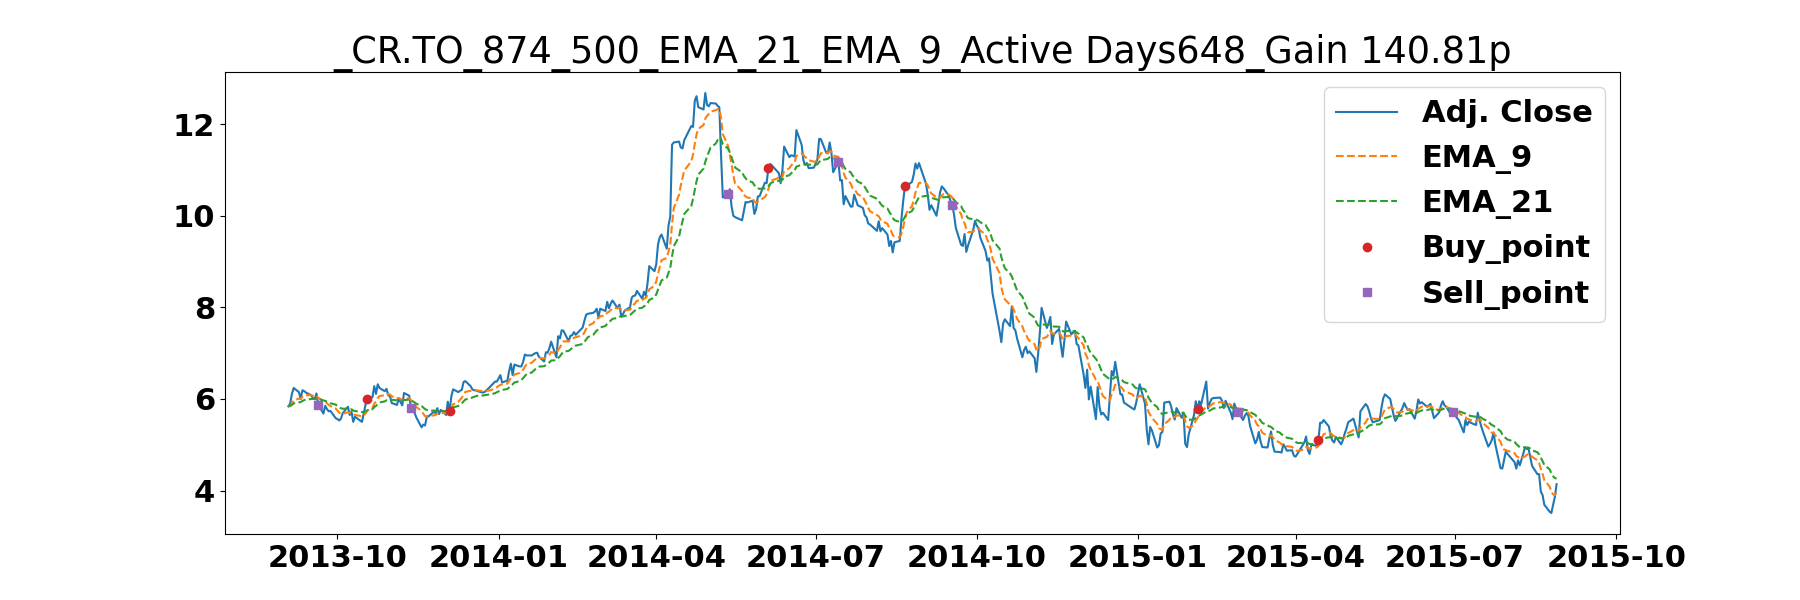 _CR.TO_874_500_EMA_21_EMA_9_Active Days648_Gain 140.81p
Adj. Close
EMA_9
EMA_21
Buy_point
Sell_point
12
10
8
6
4
2013-10 2014-01 2014-04 2014-07 2014-10 2015-01 2015-04 2015-07 2015-10